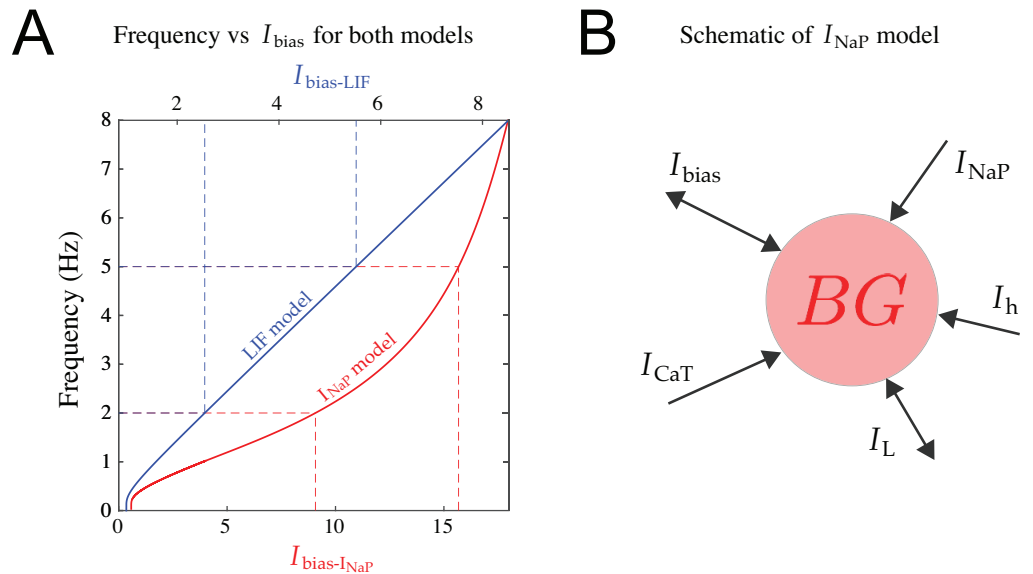 A
Frequency vs I_bias for both models
I_bias-LIF
2 4 6 8
Frequency (Hz)
8
7
6
5
4
3
2
1
0
LIF model
I_NaP model
0 5 10 15
I_bias-I_NaP
B
Schematic of I_NaP model
I_bias
I_NaP
BG
I_h
I_CaT
I_L